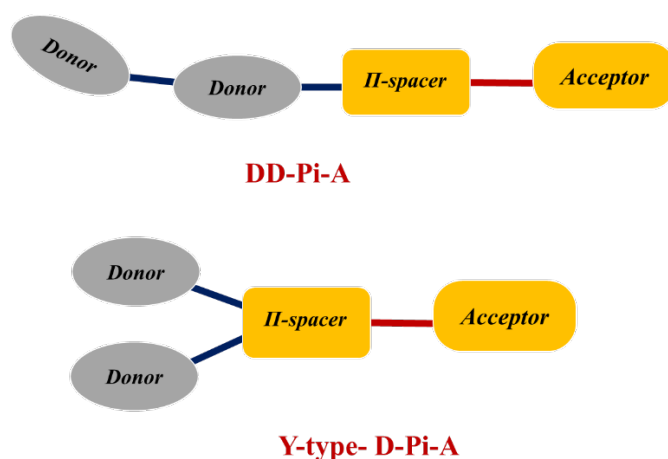 Donor
Donor
Π-spacer
Acceptor
DD-Pi-A
Donor
Π-spacer
Acceptor
Donor
Y-type- D-Pi-A